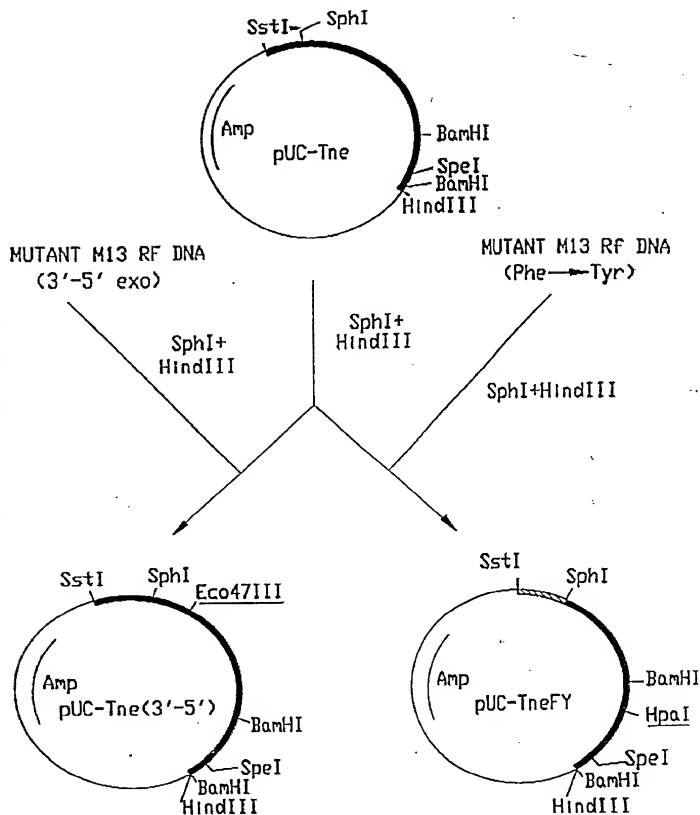 SstI SphI
Amp
pUC-Tne
BamHI
SpeI
BamHI
HindIII
MUTANT M13 RF DNA
(3'-5' exo)
MUTANT M13 Rf DNA
(Phe→Tyr)
SphI+
HindIII
SphI+
HindIII
SphI+HindIII
SstI SphI
Eco47III
Amp
pUC-Tne(3'-5')
BamHI
SpeI
BamHI
HindIII
SstI
SphI
Amp
pUC-TneFY
BamHI
HpaI
SpeI
BamHI
HindIII